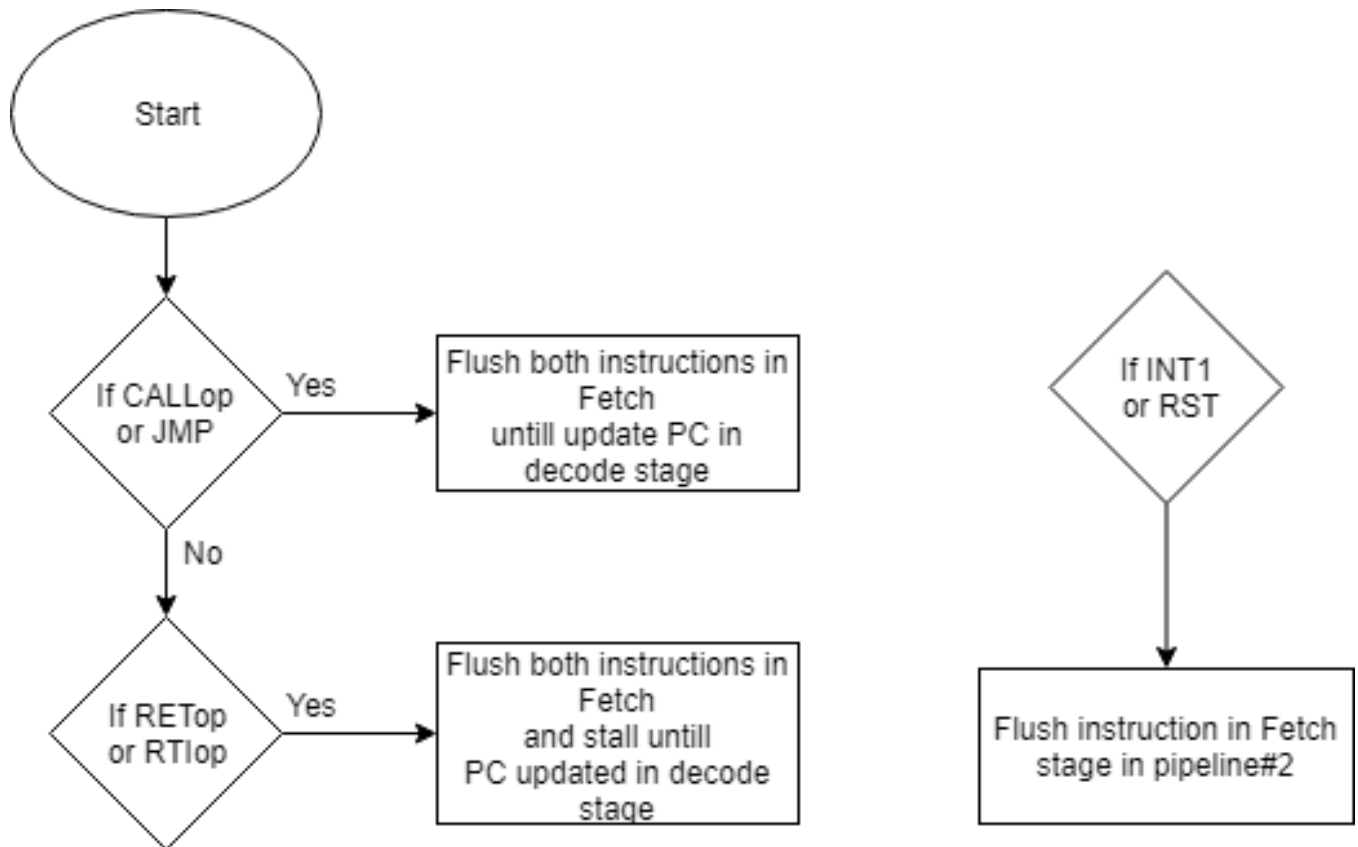 Start
If CALLop
or JMP
Yes
Flush both instructions in
Fetch
untill update PC in
decode stage
No
If RETop
or RTIop
Yes
Flush both instructions in
Fetch
and stall untill
PC updated in decode
stage
If INT1
or RST
Flush instruction in Fetch
stage in pipeline#2